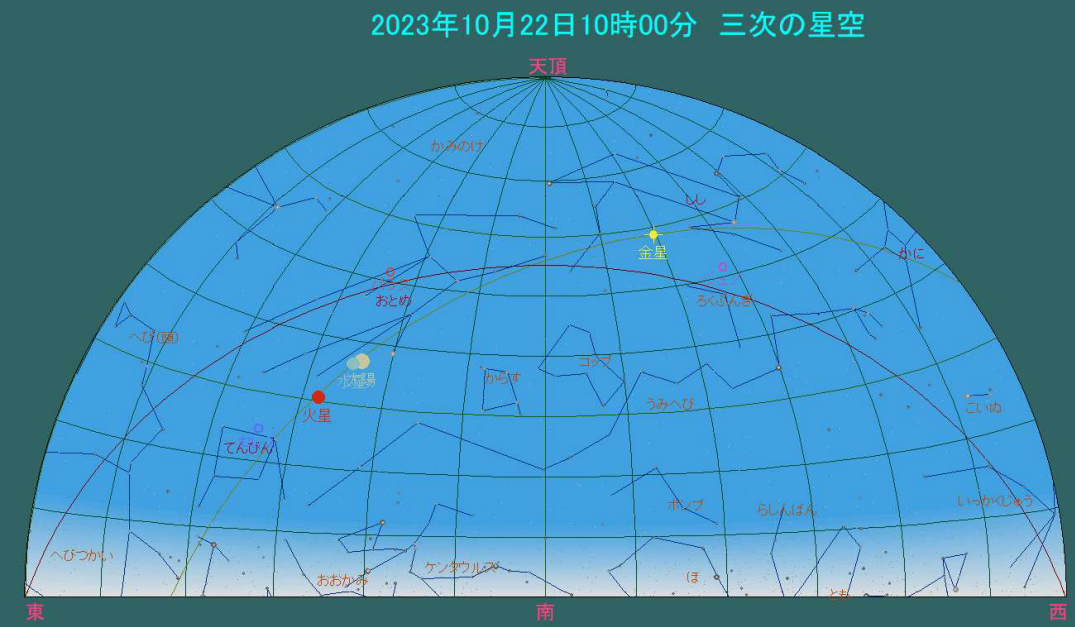 2023年10月22日10時00分　三次の星空
天頂
かみのけ
しし
金星
かに
おとめ
ろくぶんぎ
へび(頭)
コップ
からす
うみへび
こいぬ
火星
てんびん
ポンプ
らしんばん
いっかくじゅう
へびつかい
おおかみ
ケンタウルス
ほ
とも
東
南
西